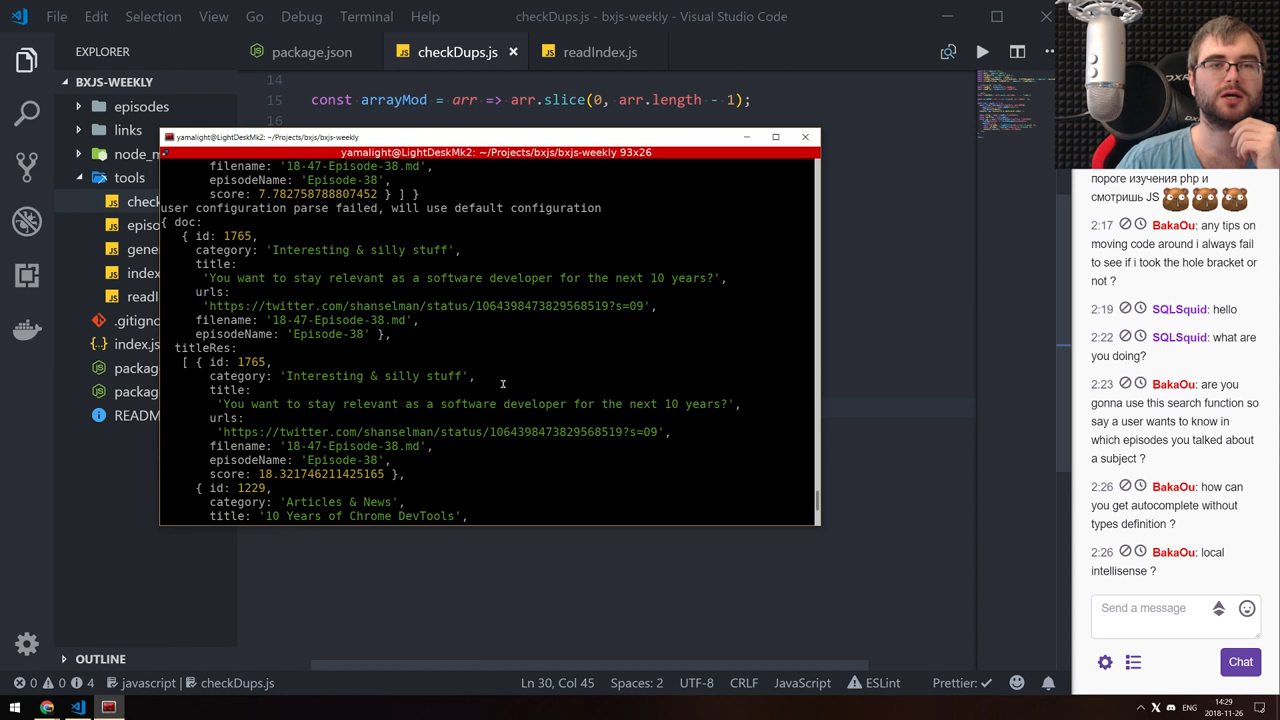 File Edit Selection View Go Debug Terminal Help checkDups.js - bxjs-weekly - Visual Studio Code
EXPLORER
package.json
checkDups.js
readIndex.js
BXJS-WEEKLY
episodes
links
node_m
tools
check
episo
gene
index
readI
.gitign
index.js
packag
packag
READM
OUTLINE
14
15 const arrayMod = arr => arr.slice(0, arr.length - 1);
yamalight@LightDeskMk2: ~/Projects/bxjs/bxjs-weekly
yamalight@LightDeskMk2: ~/Projects/bxjs/bxjs-weekly 93x26
filename: '18-47-Episode-38.md',
episodeName: 'Episode-38',
score: 7.782758788807452 } ] }
user configuration parse failed, will use default configuration
{ doc:
{ id: 1765,
category: 'Interesting & silly stuff',
title:
'You want to stay relevant as a software developer for the next 10 years?',
urls:
'https://twitter.com/shanselman/status/1064398473829568519?s=09',
filename: '18-47-Episode-38.md',
episodeName: 'Episode-38' },
titleRes:
[ { id: 1765,
category: 'Interesting & silly stuff',
title:
'You want to stay relevant as a software developer for the next 10 years?',
urls:
'https://twitter.com/shanselman/status/1064398473829568519?s=09',
filename: '18-47-Episode-38.md',
episodeName: 'Episode-38',
score: 18.321746211425165 },
{ id: 1229,
category: 'Articles & News',
title: '10 Years of Chrome DevTools',
пороге изучения php и
смотришь JS
2:17 BakaOu: any tips on
moving code around i always fail
to see if i took the hole bracket or
not ?
2:19 SQLSquid: hello
2:22 SQLSquid: what are
you doing?
2:23 BakaOu: are you
gonna use this search function so
say a user wants to know in
which episodes you talked about
a subject ?
2:26 BakaOu: how can
you get autocomplete without
types definition ?
2:26 BakaOu: local
intellisense ?
Send a message
Chat
0 0 4 javascript | checkDups.js Ln 30, Col 45 Spaces: 2 UTF-8 CRLF JavaScript ESLint Prettier: ✓
ENG
14:29
2018-11-26